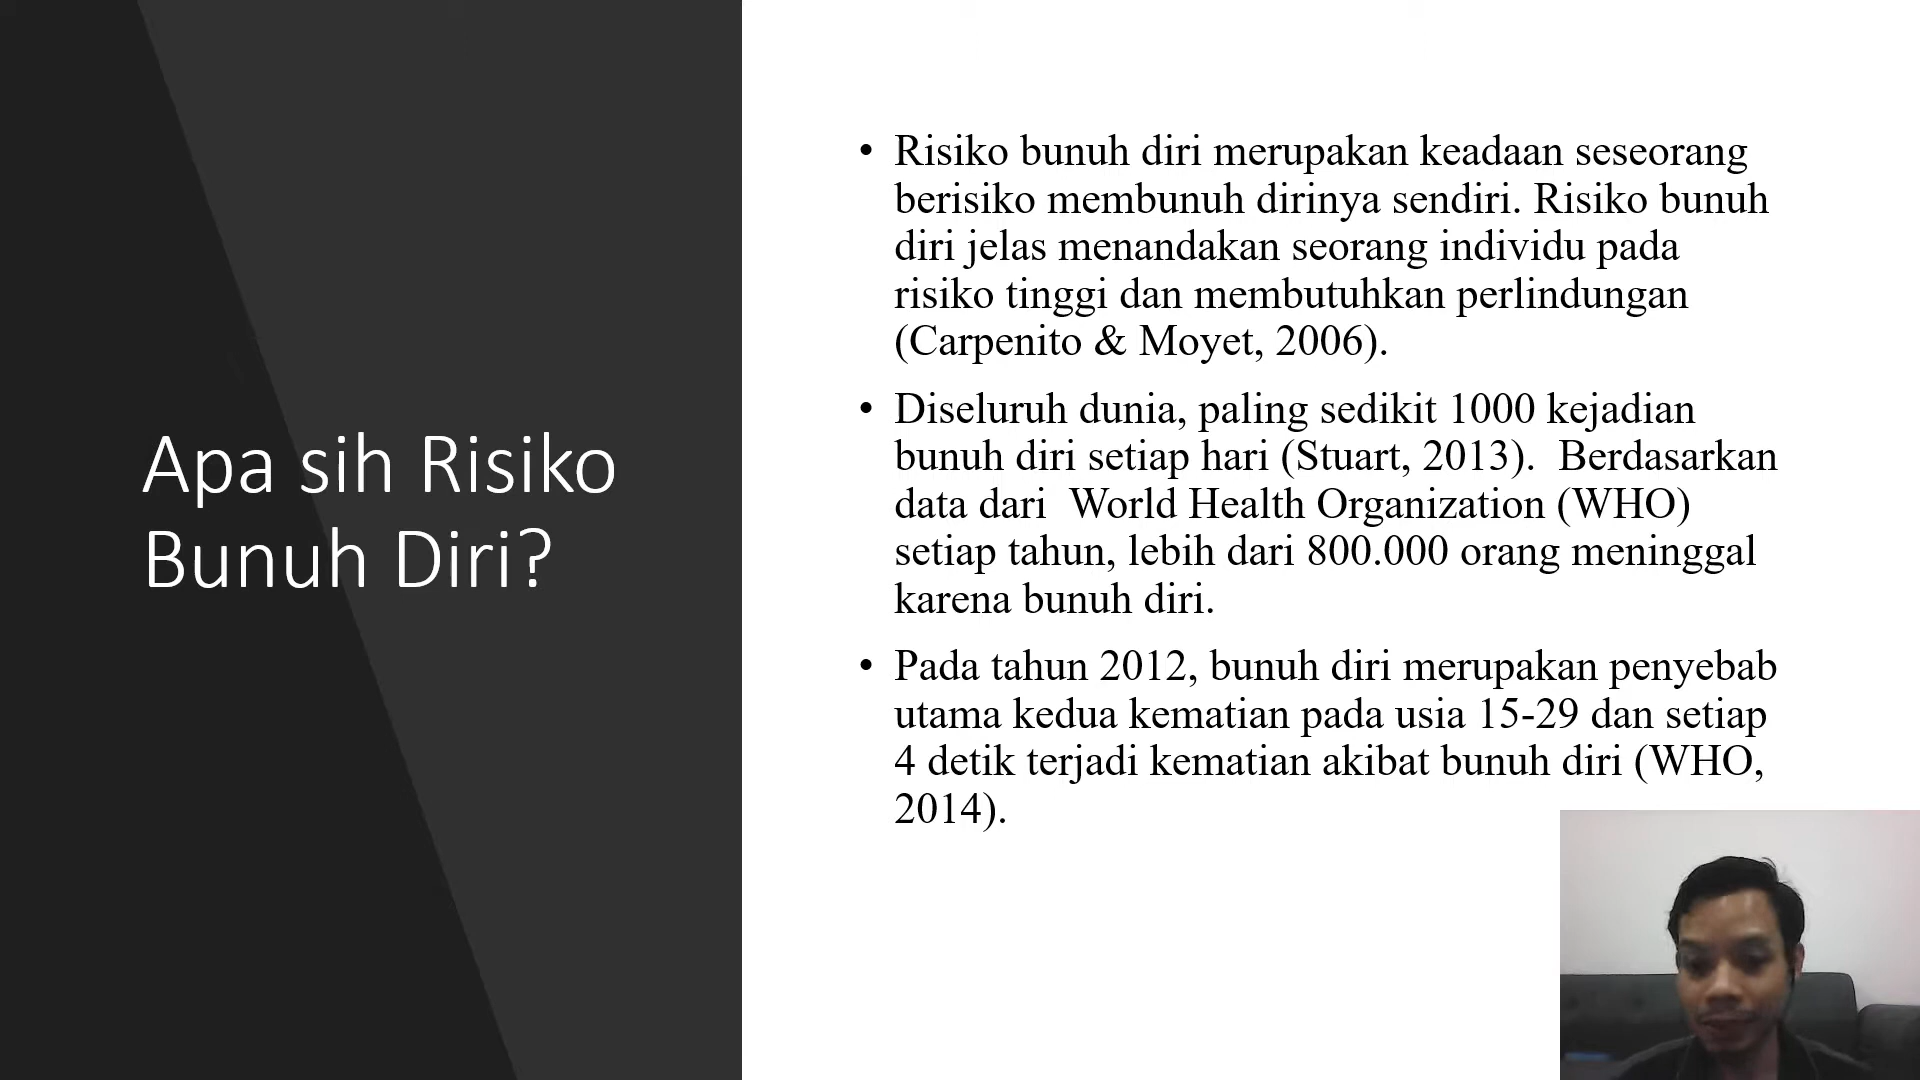 Apa sih Risiko
Bunuh Diri?
• Risiko bunuh diri merupakan keadaan seseorang
berisiko membunuh dirinya sendiri. Risiko bunuh
diri jelas menandakan seorang individu pada
risiko tinggi dan membutuhkan perlindungan
(Carpenito & Moyet, 2006).
• Diseluruh dunia, paling sedikit 1000 kejadian
bunuh diri setiap hari (Stuart, 2013).  Berdasarkan
data dari  World Health Organization (WHO)
setiap tahun, lebih dari 800.000 orang meninggal
karena bunuh diri.
• Pada tahun 2012, bunuh diri merupakan penyebab
utama kedua kematian pada usia 15-29 dan setiap
4 detik terjadi kematian akibat bunuh diri (WHO,
2014).